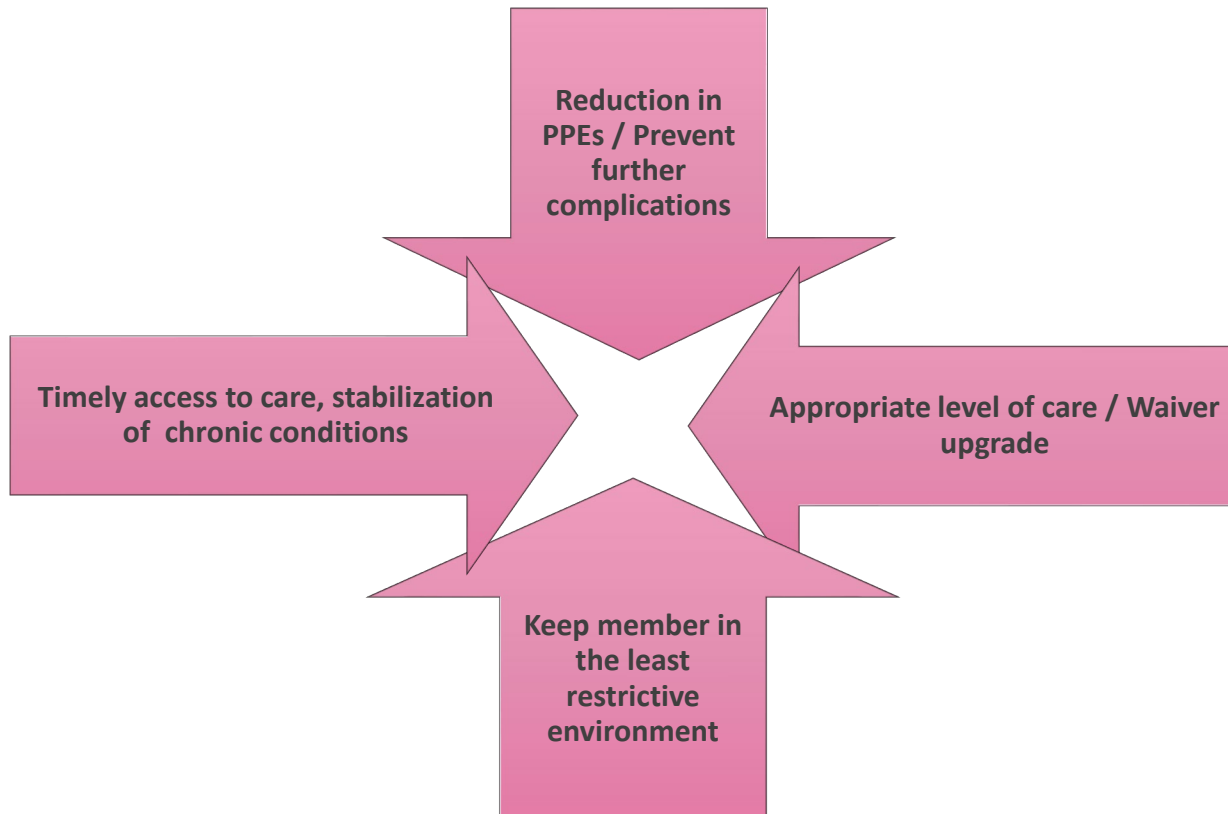 Reduction in
PPEs / Prevent
further
complications
Timely access to care, stabilization
of  chronic conditions
Appropriate level of care / Waiver
upgrade
Keep member in
the least
restrictive
environment